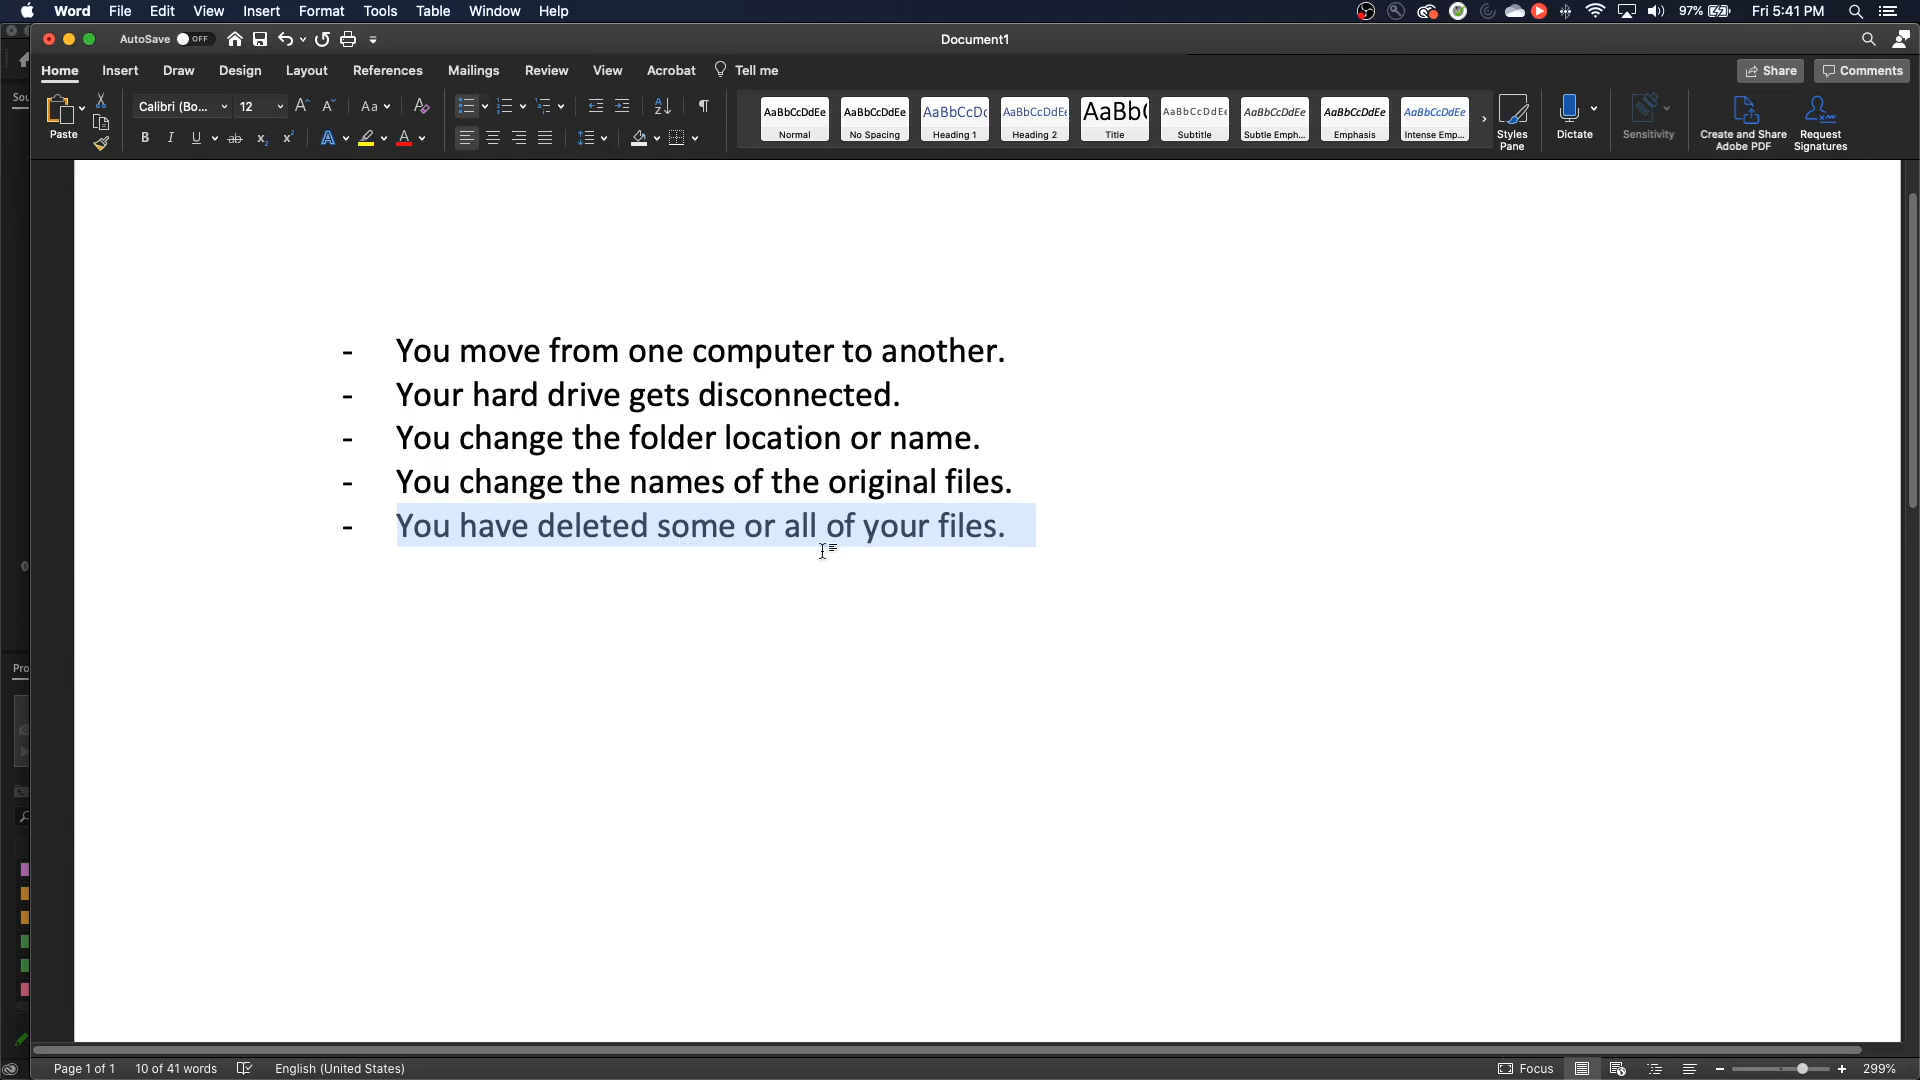 Word File Edit View Insert Format Tools Table Window Help 97% Fri 5:41 PM
AutoSave OFF Document1
Home Insert Draw Design Layout References Mailings Review View Acrobat Tell me Share Comments
Paste Calibri (Bo... 12 Aa AaBbCcDdEe Normal AaBbCcDdEe No Spacing AaBbCcDc Heading 1 AaBbCcDdEe Heading 2 AaBb( Title AaBbCcDdEe Subtitle AaBbCcDdEe Subtle Emph... AaBbCcDdEe Emphasis AaBbCcDdEe Intense Emp... Styles Pane Dictate Sensitivity Create and Share Adobe PDF Request Signatures
Sou
- You move from one computer to another.
- Your hard drive gets disconnected.
- You change the folder location or name.
- You change the names of the original files.
- You have deleted some or all of your files.
Pro
Page 1 of 1 10 of 41 words English (United States) Focus 299%